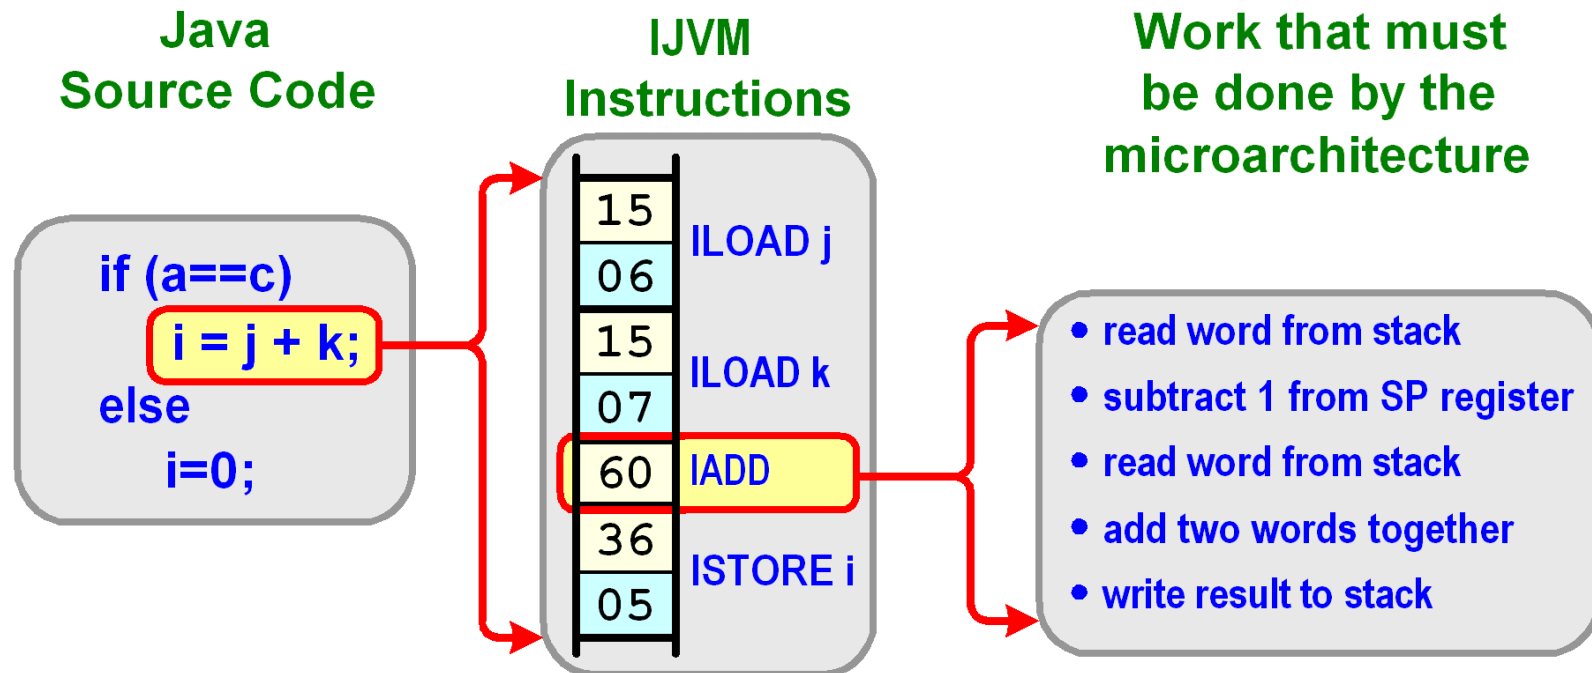 Java
Source Code
if (a==c)
i = j + k;
else
i=0;
IJVM
Instructions
15
ILOAD j
06
15
ILOAD k
07
60 IADD
36
ISTORE i
05
Work that must
be done by the
microarchitecture
• read word from stack
• subtract 1 from SP register
• read word from stack
• add two words together
• write result to stack